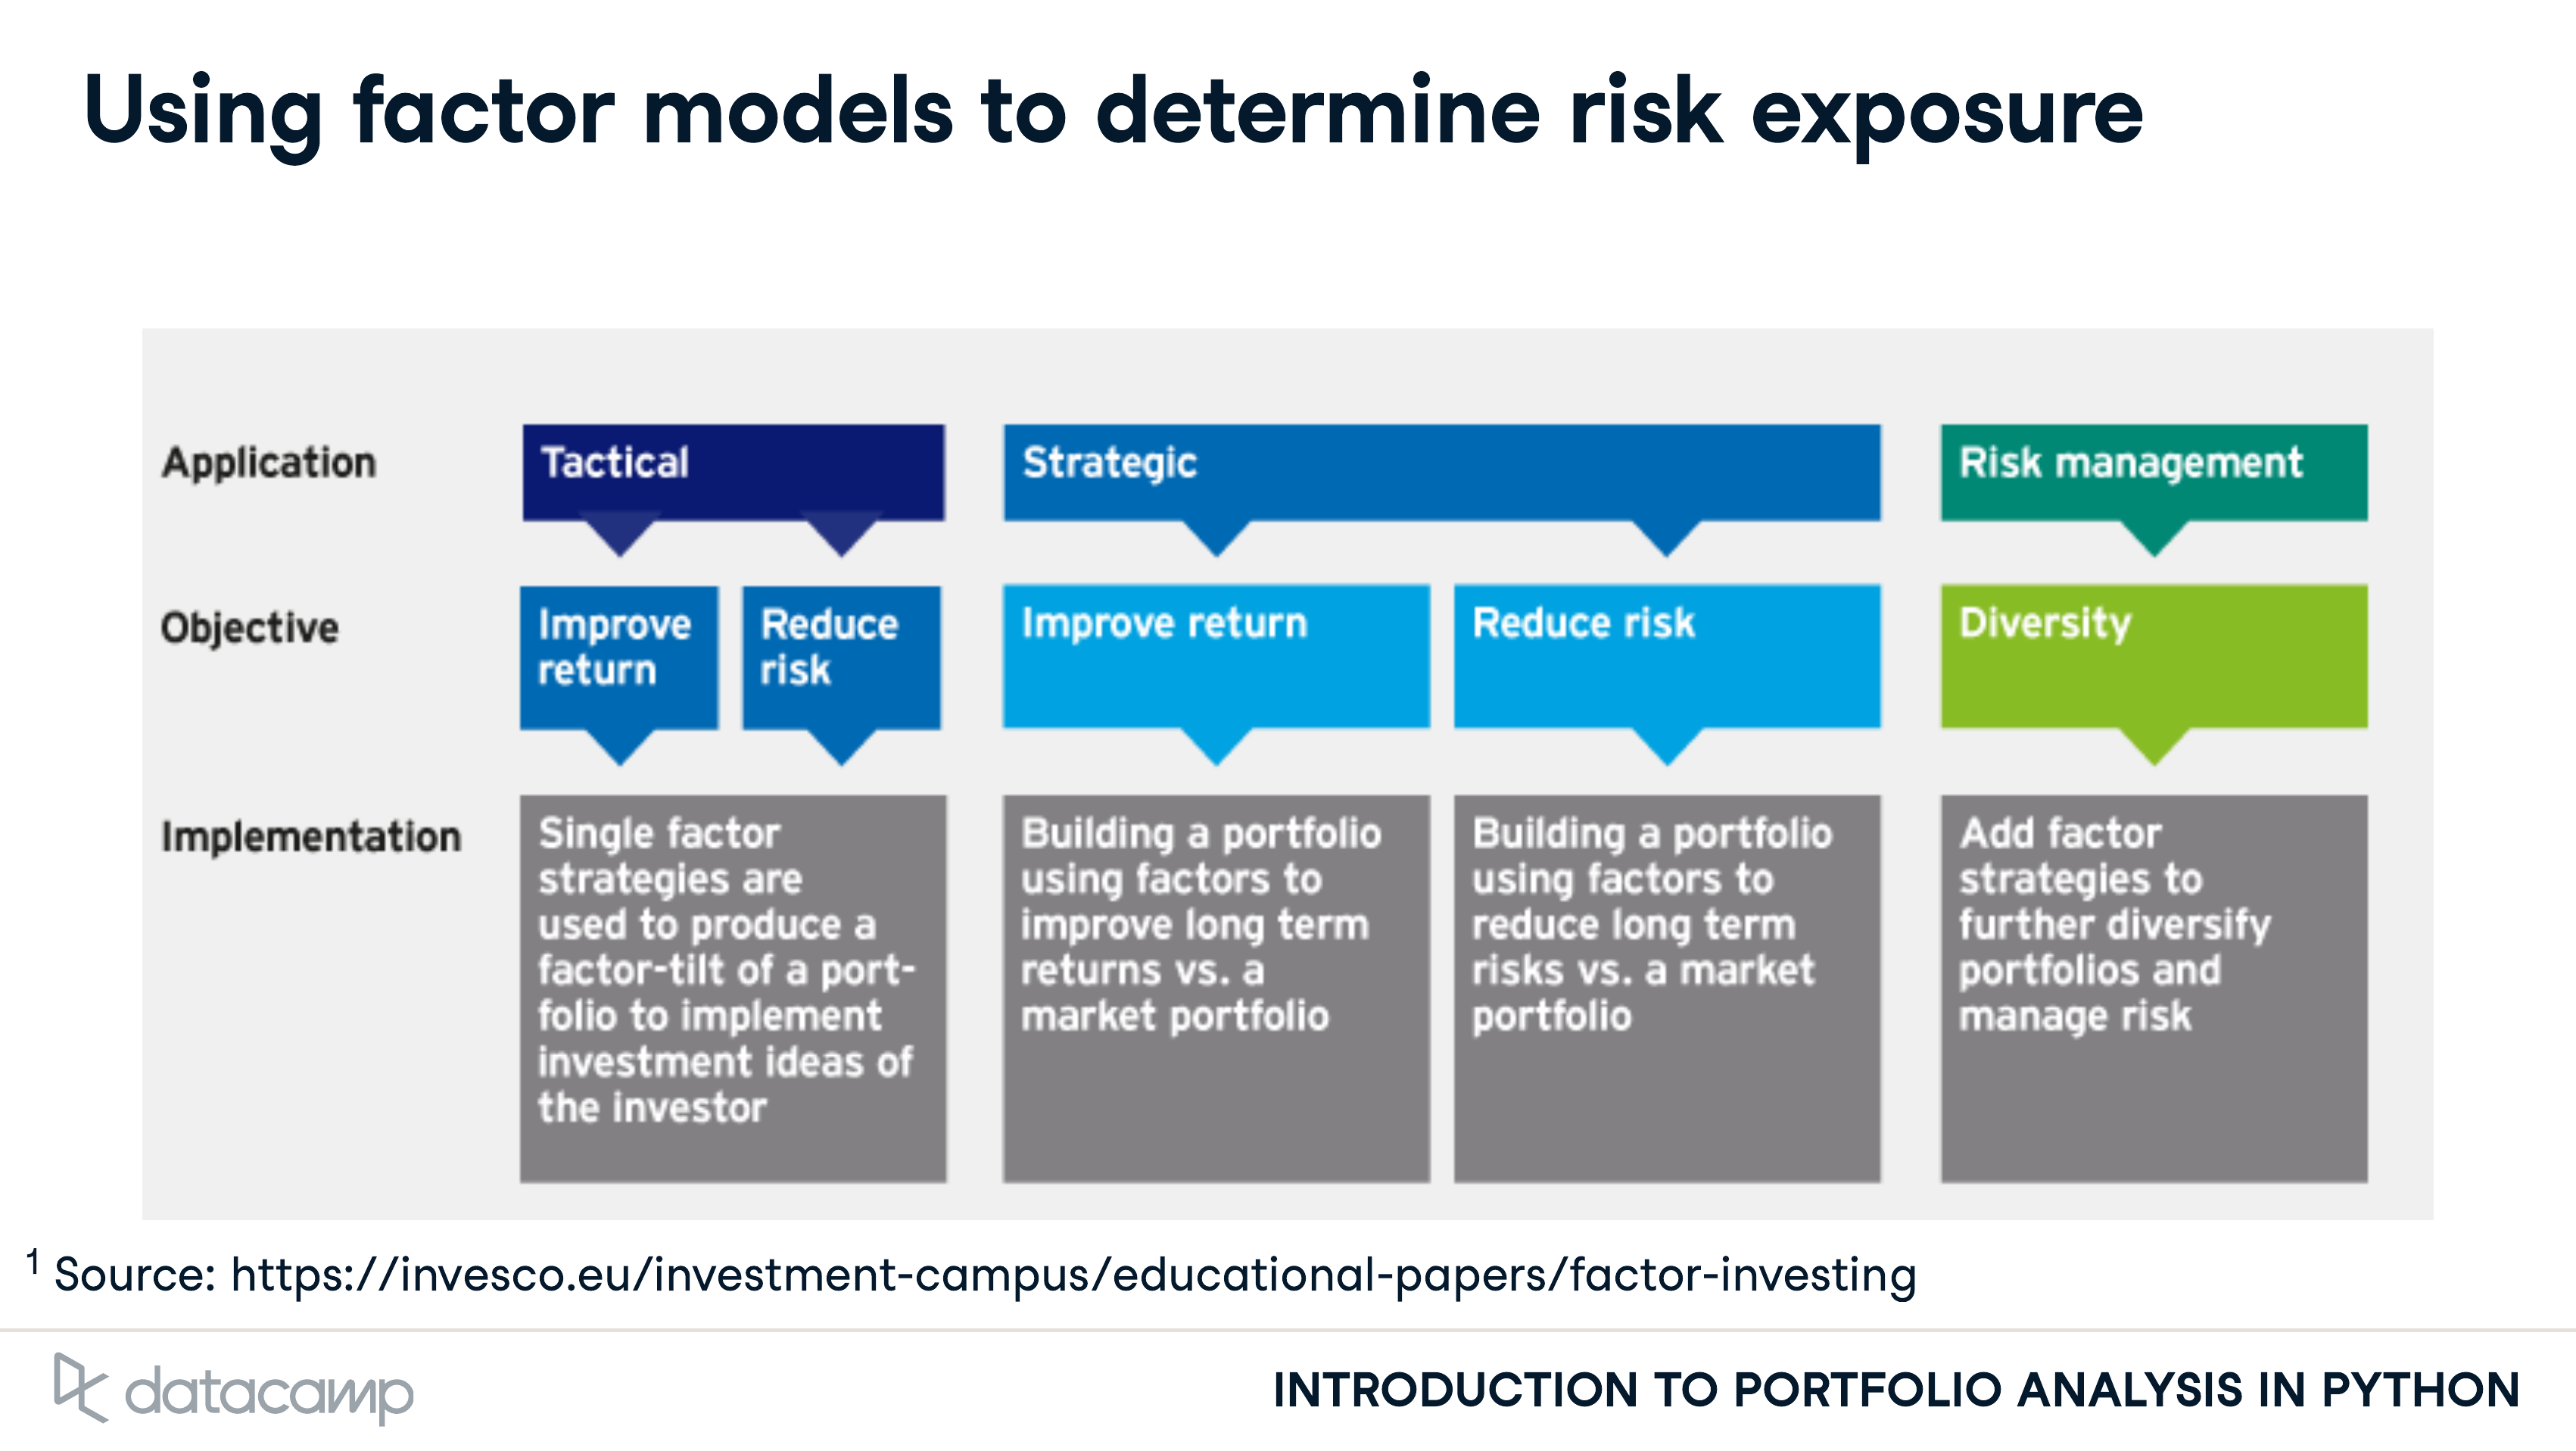 Using factor models to determine risk exposure
Application
Tactical
Strategic
Risk management
Objective
Improve
return
Reduce
risk
Improve return
Reduce risk
Diversity
Implementation
Single factor
strategies are
used to produce a
factor-tilt of a port-
folio to implement
investment ideas of
the investor
Building a portfolio
using factors to
improve long term
returns vs. a
market portfolio
Building a portfolio
using factors to
reduce long term
risks vs. a market
portfolio
Add factor
strategies to
further diversify
portfolios and
manage risk
1 Source: https://invesco.eu/investment-campus/educational-papers/factor-investing
datacamp
INTRODUCTION TO PORTFOLIO ANALYSIS IN PYTHON